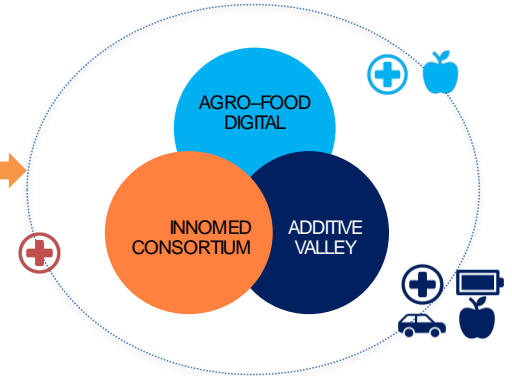 AGRO–FOOD
DIGITAL
INNOMED
CONSORTIUM
ADDITIVE
VALLEY